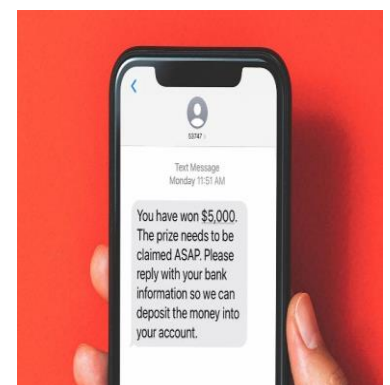 53747
Text Message
Monday 11:51 AM
You have won $5,000.
The prize needs to be
claimed ASAP. Please
reply with your bank
information so we can
deposit the money into
your account.